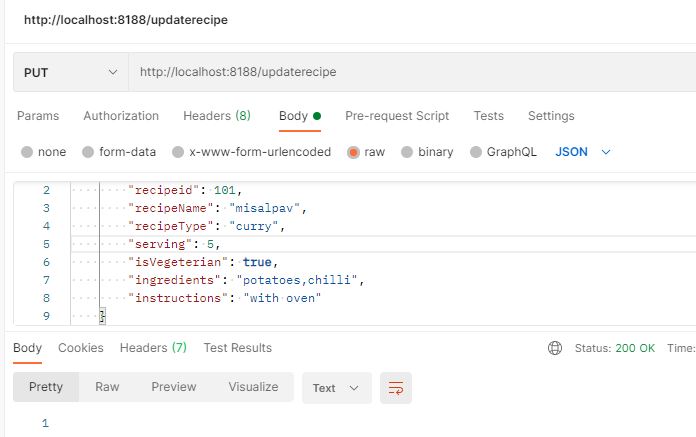 http://localhost:8188/updaterecipe
PUT http://localhost:8188/updaterecipe
Params Authorization Headers (8) Body Pre-request Script Tests Settings
none form-data x-www-form-urlencoded raw binary GraphQL JSON
2 "recipeid": 101,
3 "recipeName": "misalpav",
4 "recipeType": "curry",
5 "serving": 5,
6 "isVegeterian": true,
7 "ingredients": "potatoes,chilli",
8 "instructions": "with oven"
9 }
Body Cookies Headers (7) Test Results Status: 200 OK Time:
Pretty Raw Preview Visualize Text
1